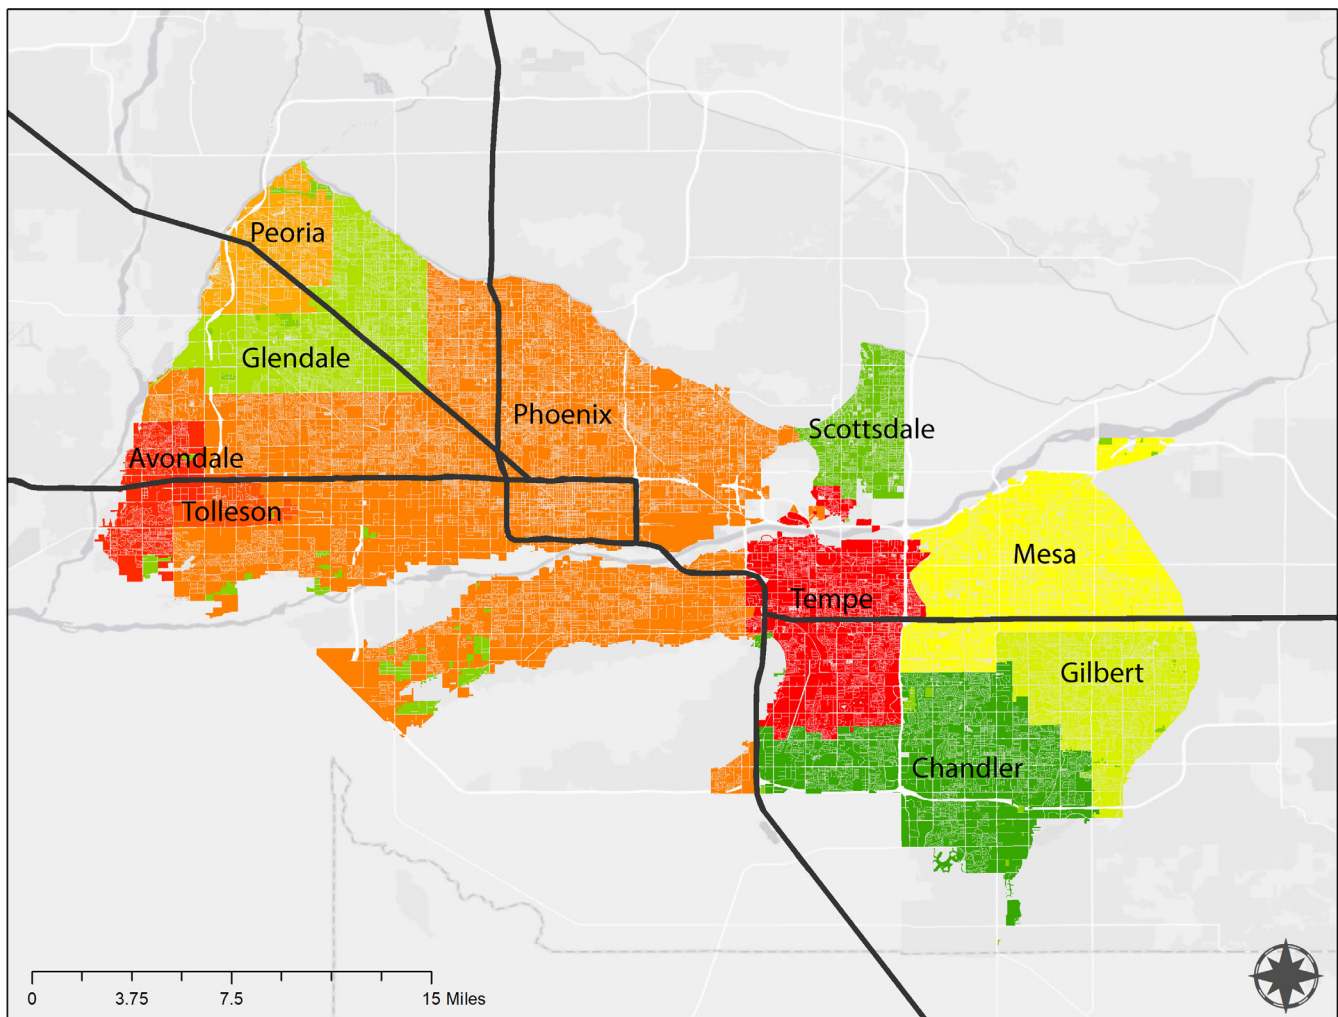 Peoria
Glendale
Phoenix
Scottsdale
Avondale
Tolleson
Mesa
Tempe
Gilbert
Chandler
0 3.75 7.5 15 Miles